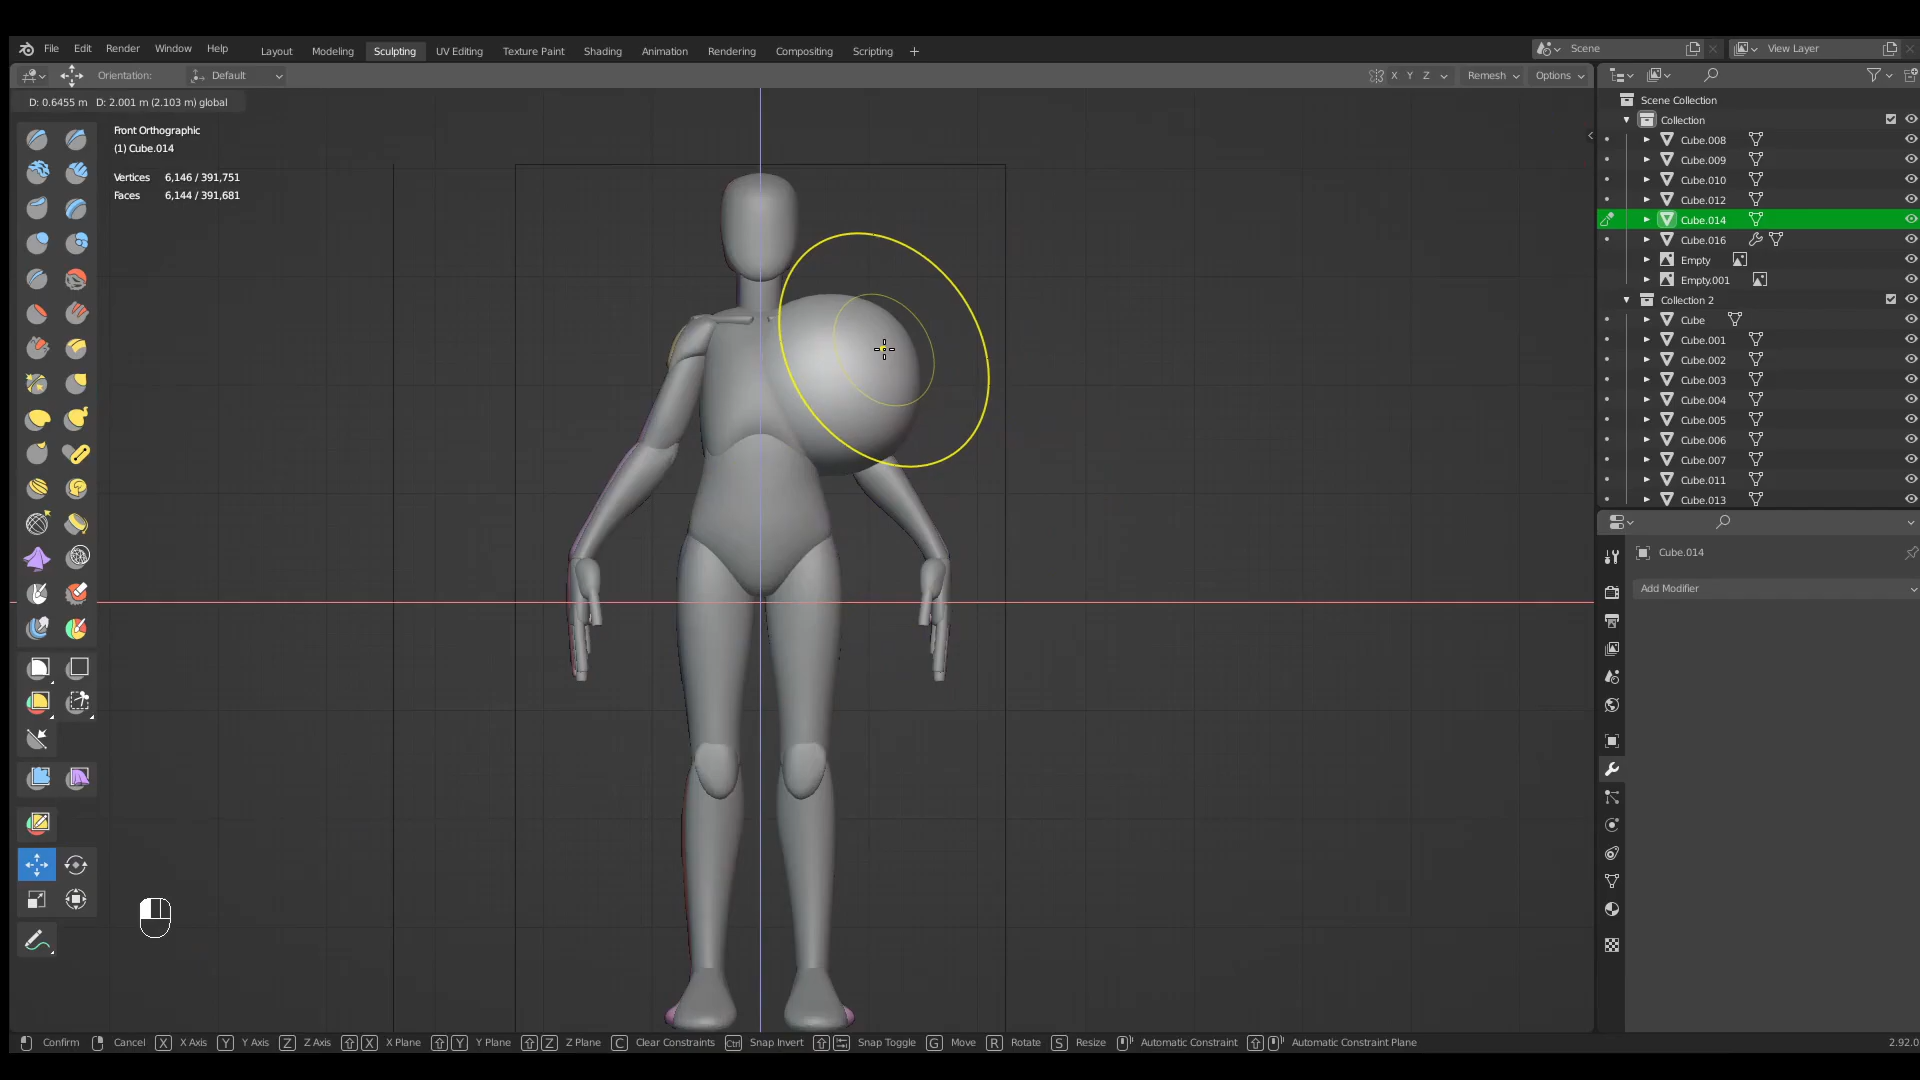 File Edit Render Window Help Layout Modeling Sculpting UV Editing Texture Paint Shading Animation Rendering Compositing Scripting + Scene View Layer
Orientation: Default X Y Z Remesh Options
D: 0.6455 m D: 2.001 m (2.103 m) global
Front Orthographic
(1) Cube.014
Vertices 6,146 / 391,751
Faces 6,144 / 391,681
Scene Collection
Collection
Cube.008
Cube.009
Cube.010
Cube.012
Cube.014
Cube.016
Empty
Empty.001
Collection 2
Cube
Cube.001
Cube.002
Cube.003
Cube.004
Cube.005
Cube.006
Cube.007
Cube.011
Cube.013
Cube.014
Add Modifier
Confirm Cancel X X Axis Y Y Axis Z Z Axis X X Plane Y Y Plane Z Z Plane C Clear Constraints Ctrl Snap Invert Snap Toggle G Move R Rotate S Resize Automatic Constraint Automatic Constraint Plane 2.92.0